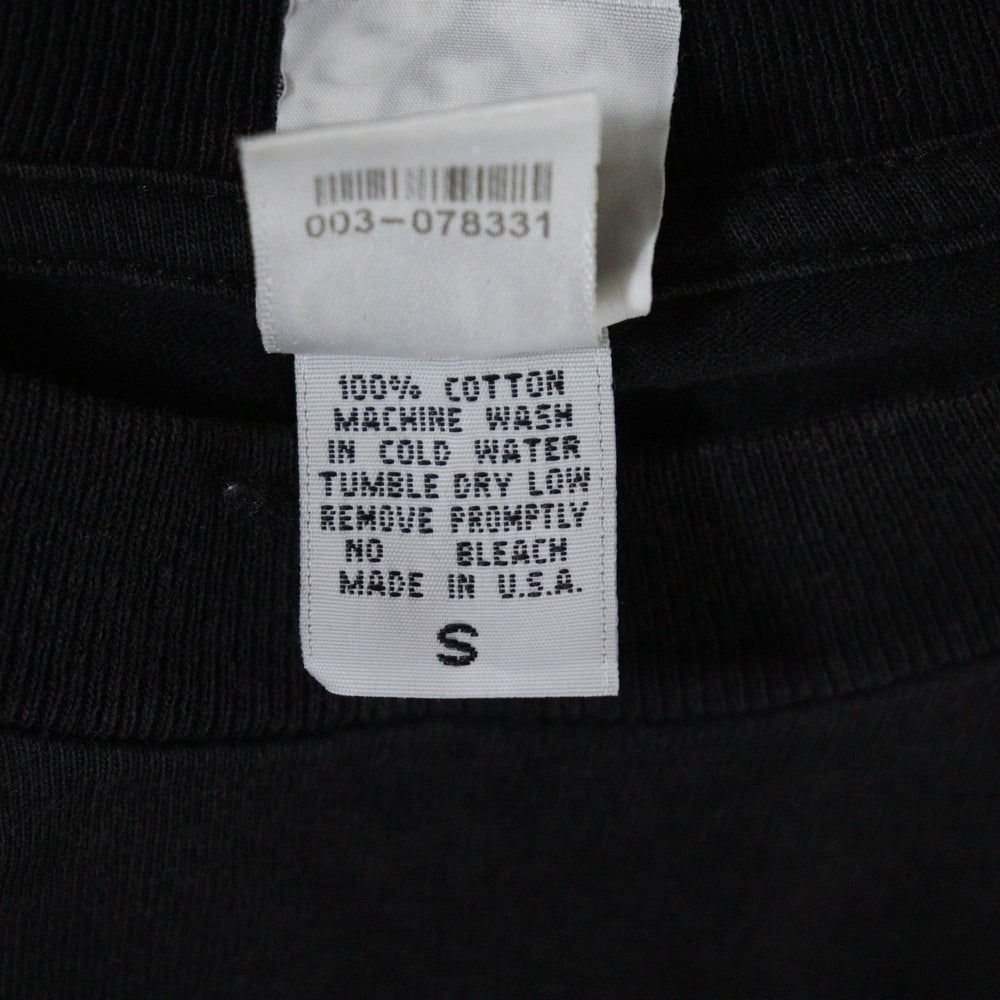 003-078331
100% COTTON
MACHINE WASH
IN COLD WATER
TUMBLE DRY LOW
REMOVE PROMPTLY
NO BLEACH
MADE IN U.S.A.
S